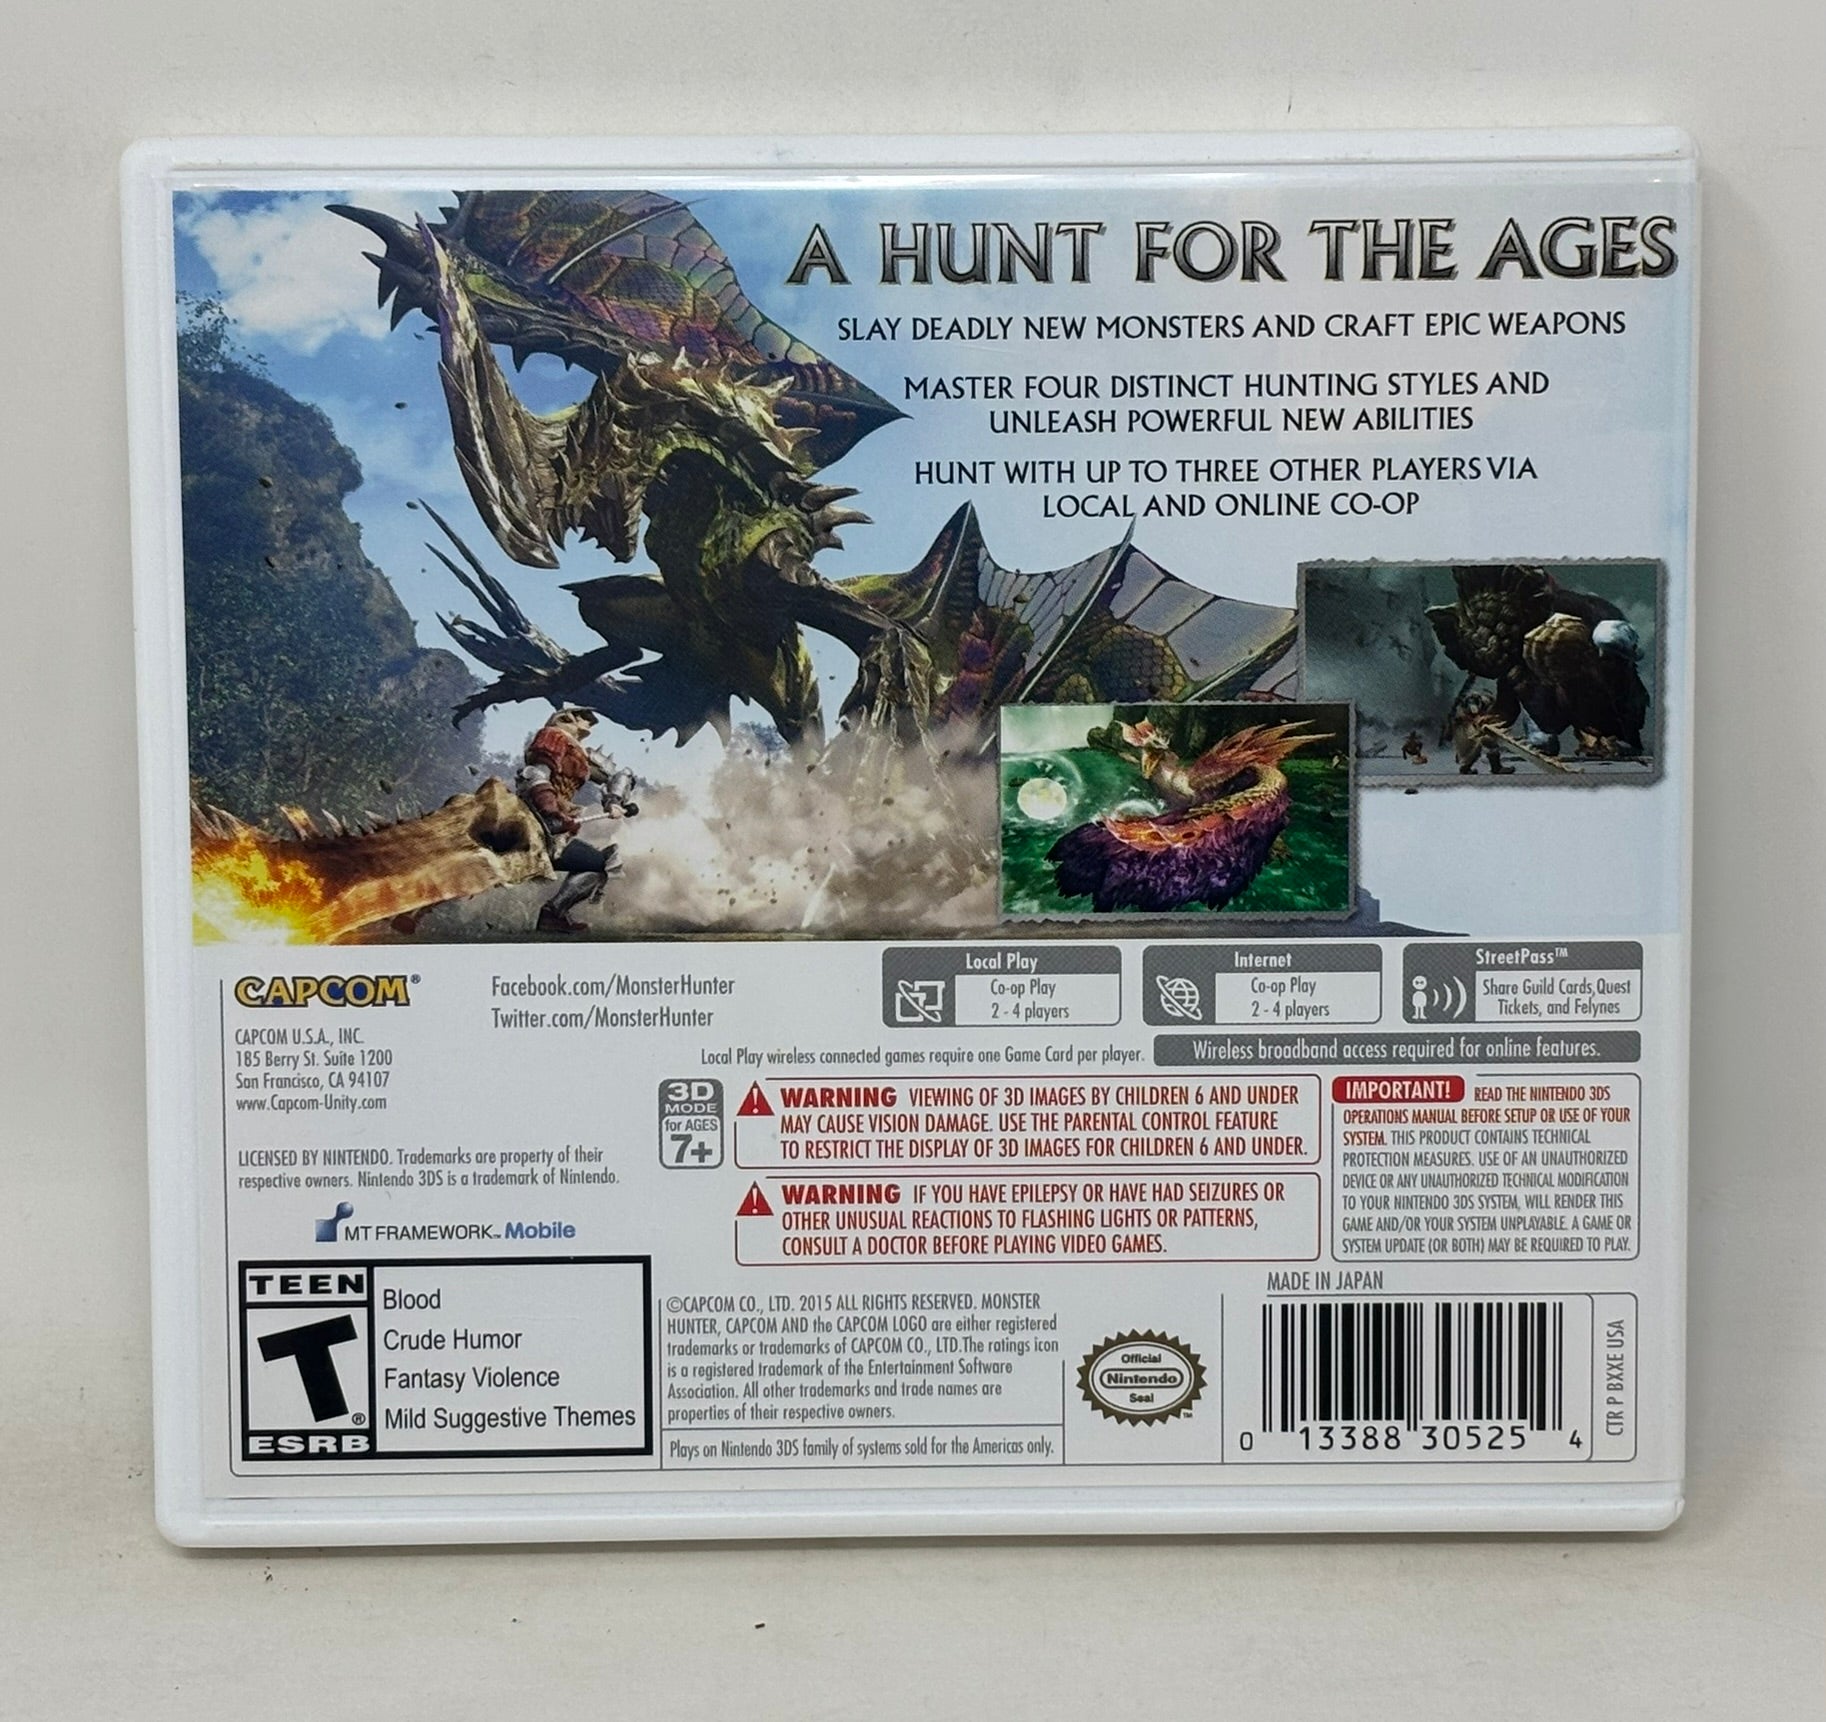 A HUNT FOR THE AGES
SLAY DEADLY NEW MONSTERS AND CRAFT EPIC WEAPONS
MASTER FOUR DISTINCT HUNTING STYLES AND
UNLEASH POWERFUL NEW ABILITIES
HUNT WITH UP TO THREE OTHER PLAYERS VIA
LOCAL AND ONLINE CO-OP
CAPCOM®
CAPCOM U.S.A., INC.
185 Berry St. Suite 1200
San Francisco, CA 94107
www.Capcom-Unity.com
Facebook.com/MonsterHunter
Twitter.com/MonsterHunter
Local Play
Co-op Play
2 - 4 players
Internet
Co-op Play
2 - 4 players
StreetPass™
Share Guild Cards, Quest
Tickets, and Felynes
Local Play wireless connected games require one Game Card per player.
Wireless broadband access required for online features.
LICENSED BY NINTENDO. Trademarks are property of their
respective owners. Nintendo 3DS is a trademark of Nintendo.
MT FRAMEWORK™ Mobile
3D
MODE
for AGES
7+
WARNING VIEWING OF 3D IMAGES BY CHILDREN 6 AND UNDER
MAY CAUSE VISION DAMAGE. USE THE PARENTAL CONTROL FEATURE
TO RESTRICT THE DISPLAY OF 3D IMAGES FOR CHILDREN 6 AND UNDER.
WARNING IF YOU HAVE EPILEPSY OR HAVE HAD SEIZURES OR
OTHER UNUSUAL REACTIONS TO FLASHING LIGHTS OR PATTERNS,
CONSULT A DOCTOR BEFORE PLAYING VIDEO GAMES.
IMPORTANT! READ THE NINTENDO 3DS
OPERATIONS MANUAL BEFORE SETUP OR USE OF YOUR
SYSTEM. THIS PRODUCT CONTAINS TECHNICAL
PROTECTION MEASURES. USE OF AN UNAUTHORIZED
DEVICE OR ANY UNAUTHORIZED TECHNICAL MODIFICATION
TO YOUR NINTENDO 3DS SYSTEM, WILL RENDER THIS
GAME AND/OR YOUR SYSTEM UNPLAYABLE. A GAME OR
SYSTEM UPDATE (OR BOTH) MAY BE REQUIRED TO PLAY.
TEEN
T®
ESRB
Blood
Crude Humor
Fantasy Violence
Mild Suggestive Themes
©CAPCOM CO., LTD. 2015 ALL RIGHTS RESERVED. MONSTER
HUNTER, CAPCOM AND the CAPCOM LOGO are either registered
trademarks or trademarks of CAPCOM CO., LTD.The ratings icon
is a registered trademark of the Entertainment Software
Association. All other trademarks and trade names are
properties of their respective owners.
Plays on Nintendo 3DS family of systems sold for the Americas only.
Official
Nintendo
Seal
™
MADE IN JAPAN
0 13388 30525 4
CTR P BXXE USA